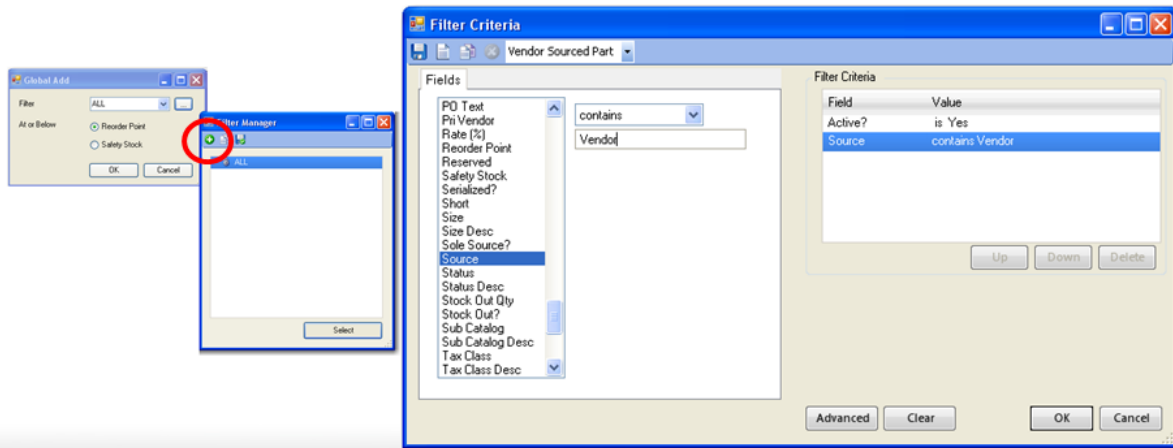 Global Add
Filter
ALL
...
At or Below
Reorder Point
Safety Stock
OK
Cancel
Filter Manager
ALL
Select
Filter Criteria
Vendor Sourced Part
Fields
PO Text
Pri Vendor
Rate (%)
Reorder Point
Reserved
Safety Stock
Serialized?
Short
Size
Size Desc
Sole Source?
Source
Status
Status Desc
Stock Out Qty
Stock Out?
Sub Catalog
Sub Catalog Desc
Tax Class
Tax Class Desc
contains
Vendor
Filter Criteria
Field Value
Active? is Yes
Source contains Vendor
Up
Down
Delete
Advanced
Clear
OK
Cancel